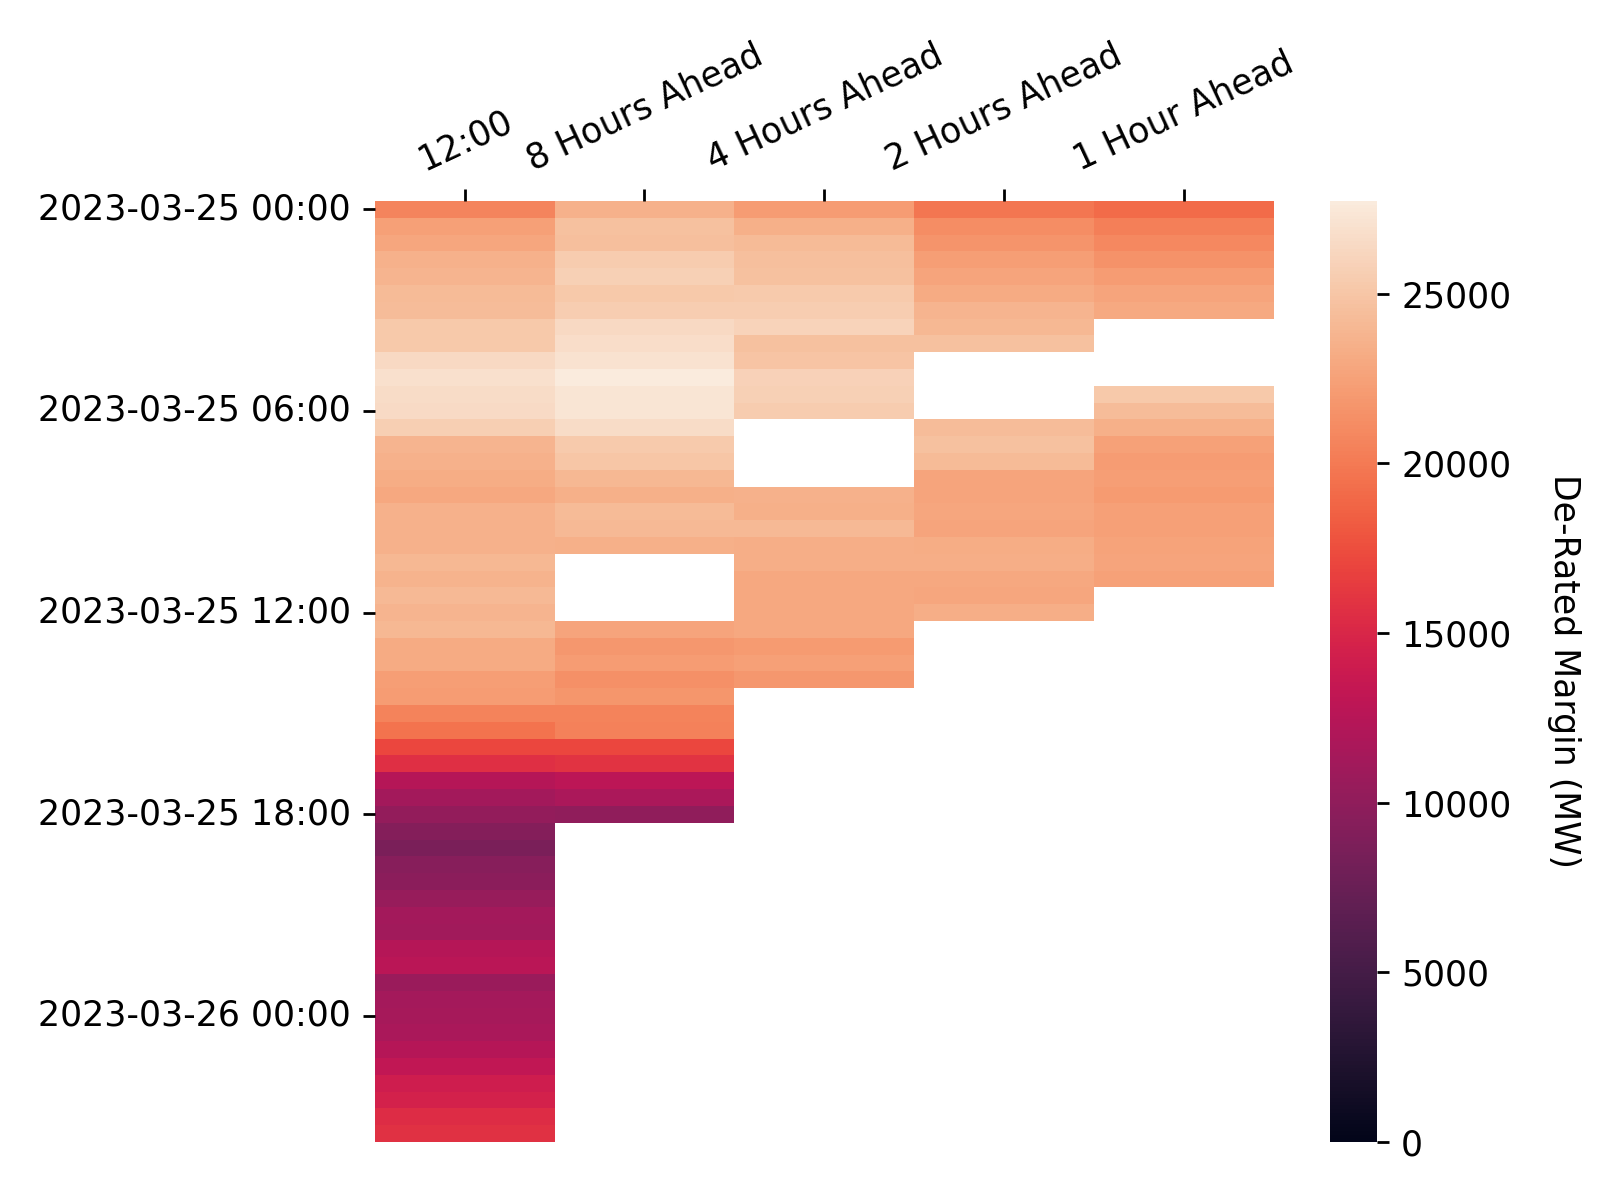 12:00
8 Hours Ahead
4 Hours Ahead
2 Hours Ahead
1 Hour Ahead
2023-03-25 00:00
2023-03-25 06:00
2023-03-25 12:00
2023-03-25 18:00
2023-03-26 00:00
25000
20000
15000
10000
5000
0
De-Rated Margin (MW)